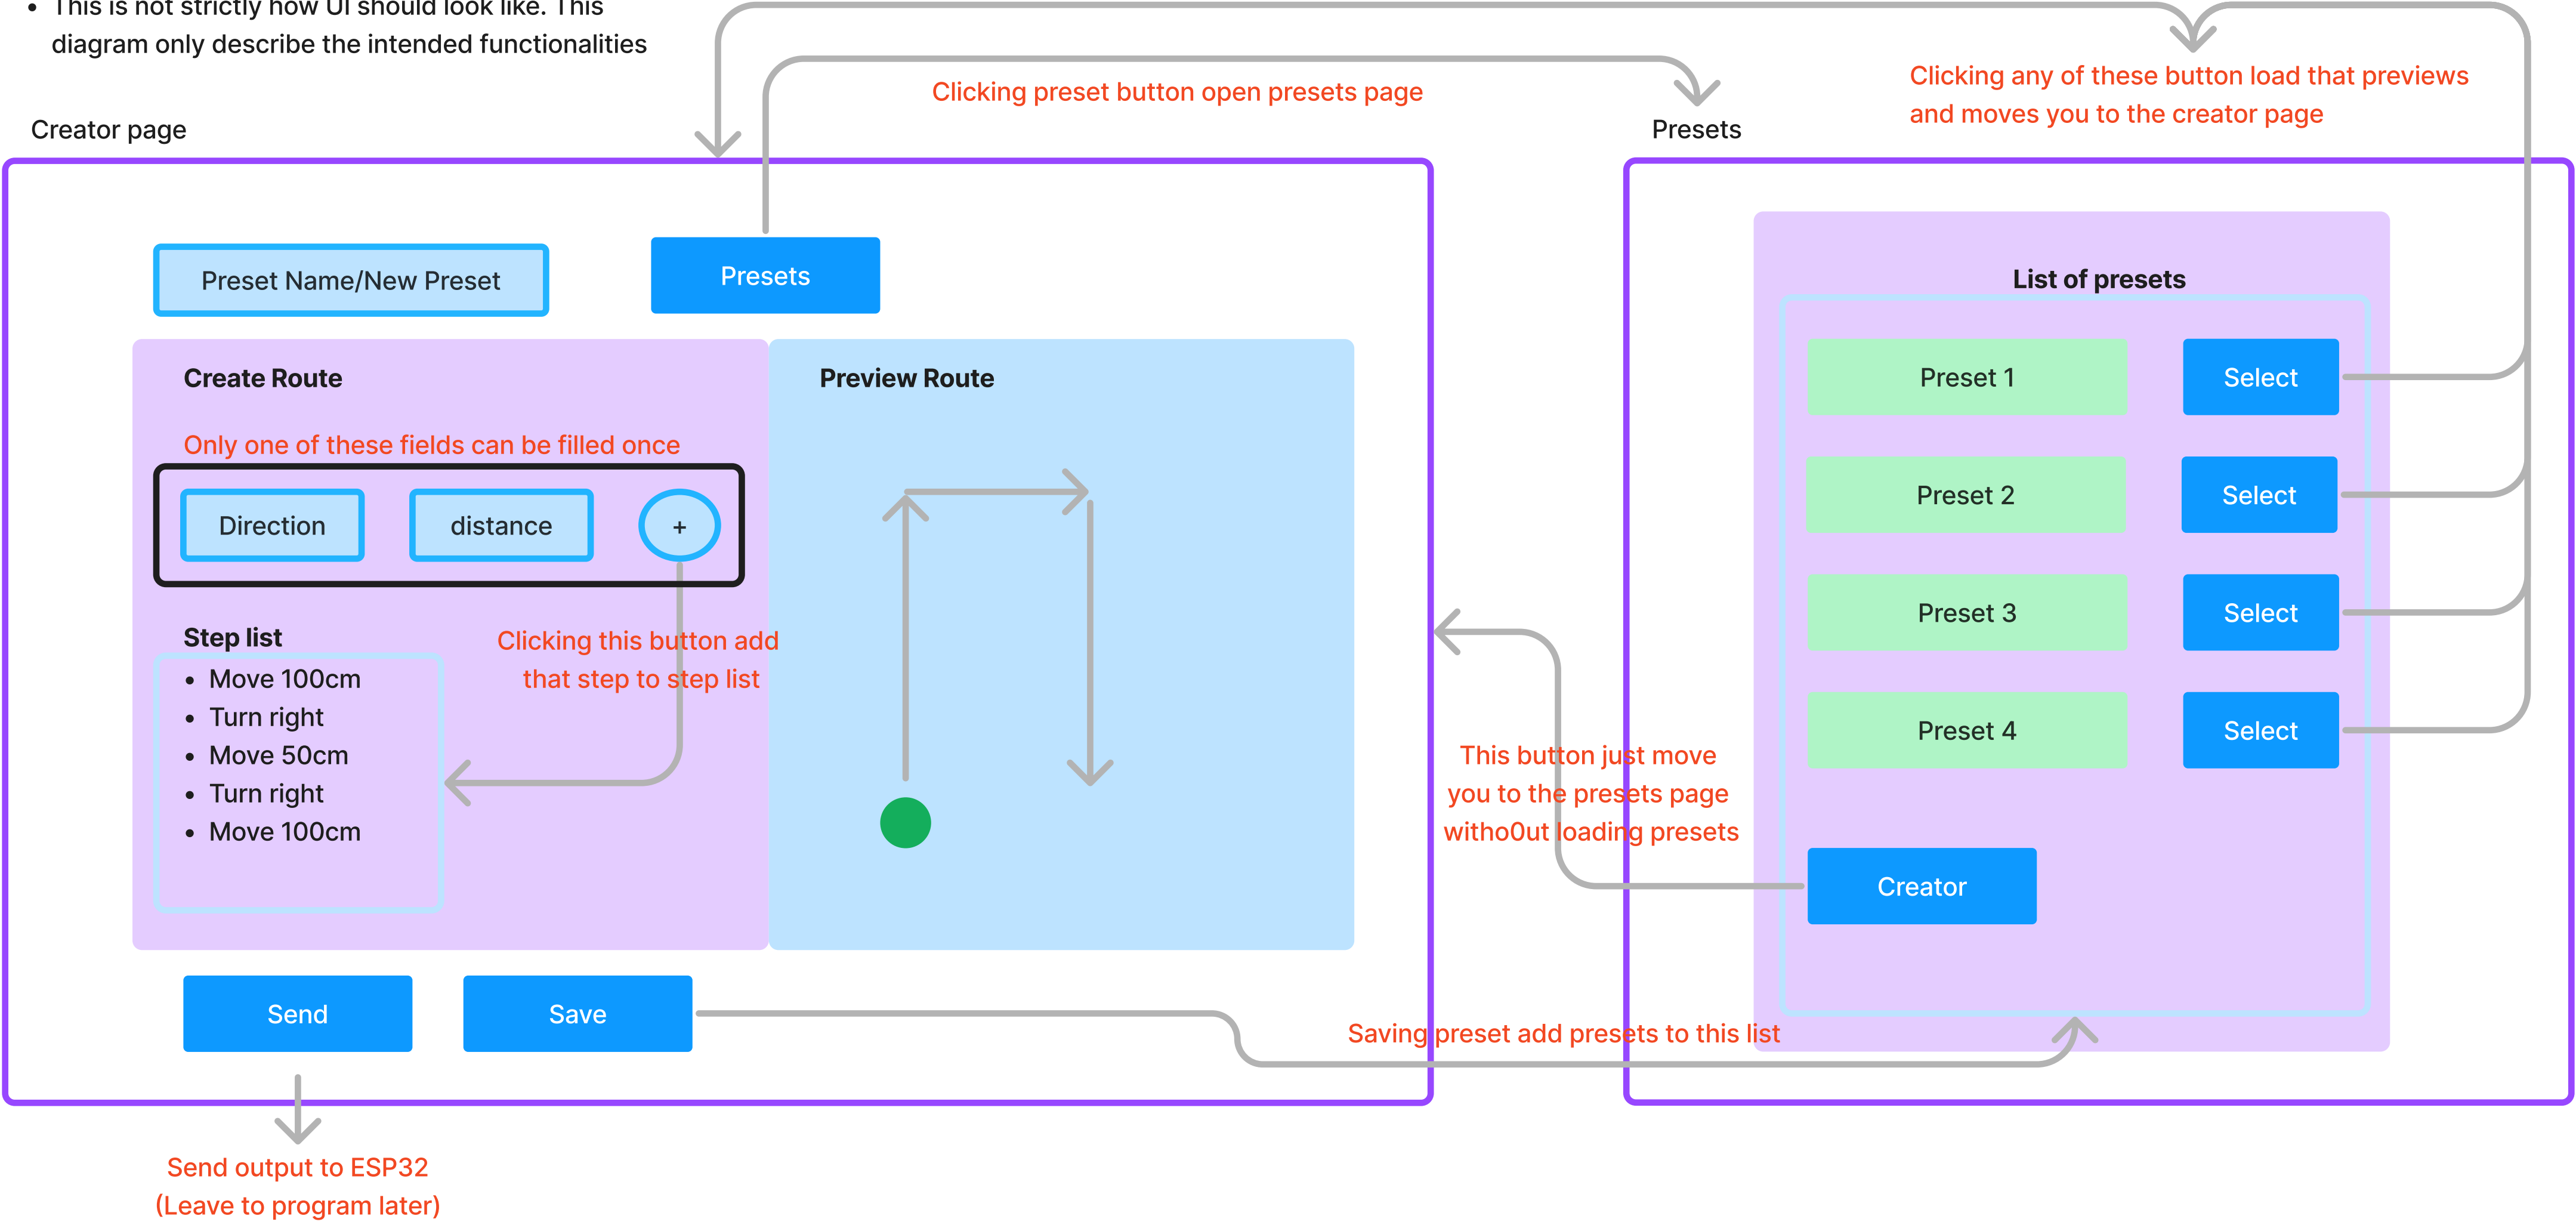 • This is not strictly how UI should look like. This
diagram only describe the intended functionalities
Clicking preset button open presets page
Clicking any of these button load that previews
and moves you to the creator page
Creator page
Presets
Preset Name/New Preset
Presets
Create Route
Preview Route
Only one of these fields can be filled once
Direction
distance
+
Step list
Clicking this button add
that step to step list
• Move 100cm
• Turn right
• Move 50cm
• Turn right
• Move 100cm
Send
Save
Send output to ESP32
(Leave to program later)
This button just move
you to the presets page
witho0ut loading presets
Saving preset add presets to this list
List of presets
Preset 1
Select
Preset 2
Select
Preset 3
Select
Preset 4
Select
Creator